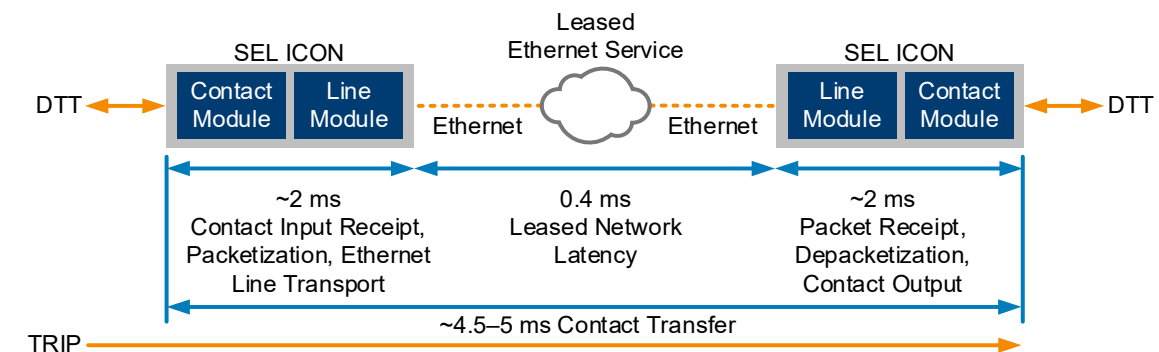 Leased
Ethernet Service
SEL ICON
SEL ICON
Contact
Module
Line
Module
Line
Module
Contact
Module
DTT
DTT
Ethernet
Ethernet
~2 ms
Contact Input Receipt,
Packetization, Ethernet
Line Transport
0.4 ms
Leased Network
Latency
~2 ms
Packet Receipt,
Depacketization,
Contact Output
~4.5–5 ms Contact Transfer
TRIP